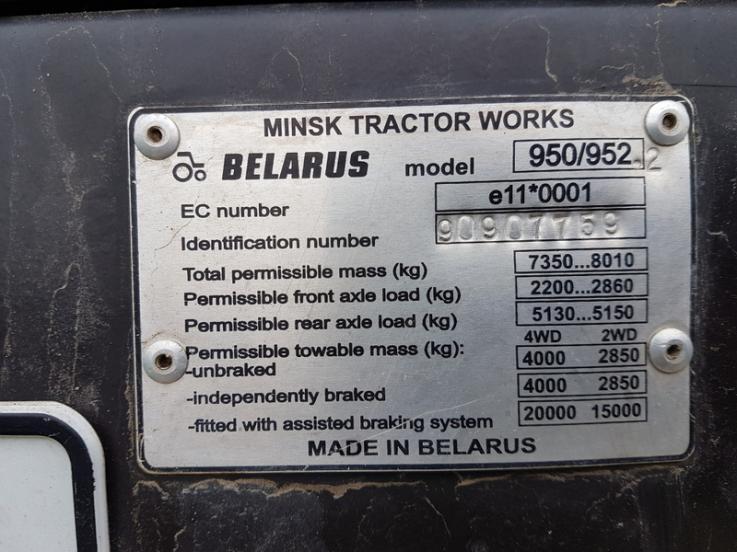 MINSK TRACTOR WORKS
BELARUS model 950/952.2
EC number e11*0001
Identification number 90907759
Total permissible mass (kg) 7350...8010
Permissible front axle load (kg) 2200...2860
Permissible rear axle load (kg) 5130...5150
4WD 2WD
Permissible towable mass (kg):
-unbraked 4000 2850
-independently braked 4000 2850
-fitted with assisted braking system 20000 15000
MADE IN BELARUS